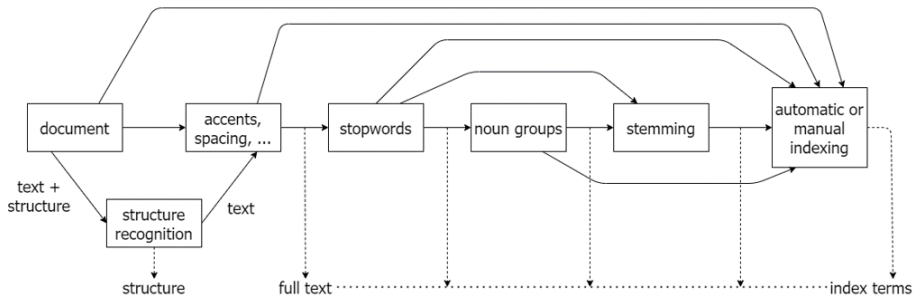 document
accents,
spacing, ...
stopwords
noun groups
stemming
automatic or
manual
indexing
text +
structure
structure
recognition
text
structure
full text
index terms